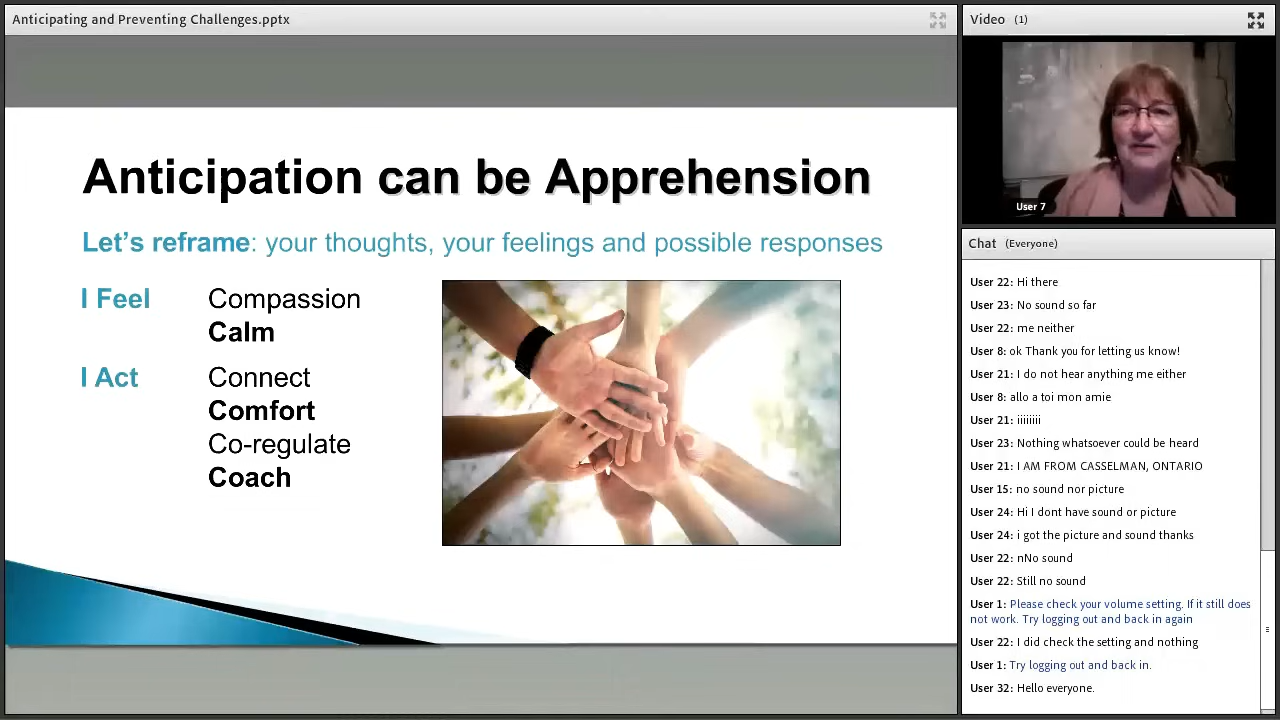 Anticipating and Preventing Challenges.pptx
Anticipation can be Apprehension
Let’s reframe: your thoughts, your feelings and possible responses
I Feel Compassion
Calm
I Act Connect
Comfort
Co-regulate
Coach
Video (1)
User 7
Chat (Everyone)
User 22: Hi there
User 23: No sound so far
User 22: me neither
User 8: ok Thank you for letting us know!
User 21: I do not hear anything me either
User 8: allo a toi mon amie
User 21: iiiiiiii
User 23: Nothing whatsoever could be heard
User 21: I AM FROM CASSELMAN, ONTARIO
User 15: no sound nor picture
User 24: Hi I dont have sound or picture
User 24: i got the picture and sound thanks
User 22: nNo sound
User 22: Still no sound
User 1: Please check your volume setting. If it still does
not work. Try logging out and back in again
User 22: I did check the setting and nothing
User 1: Try logging out and back in.
User 32: Hello everyone.